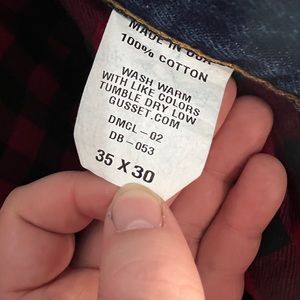 MADE IN USA
100% COTTON
WASH WARM
WITH LIKE COLORS
TUMBLE DRY LOW
GUSSET.COM
DMCL-02
DB-053
35 X 30